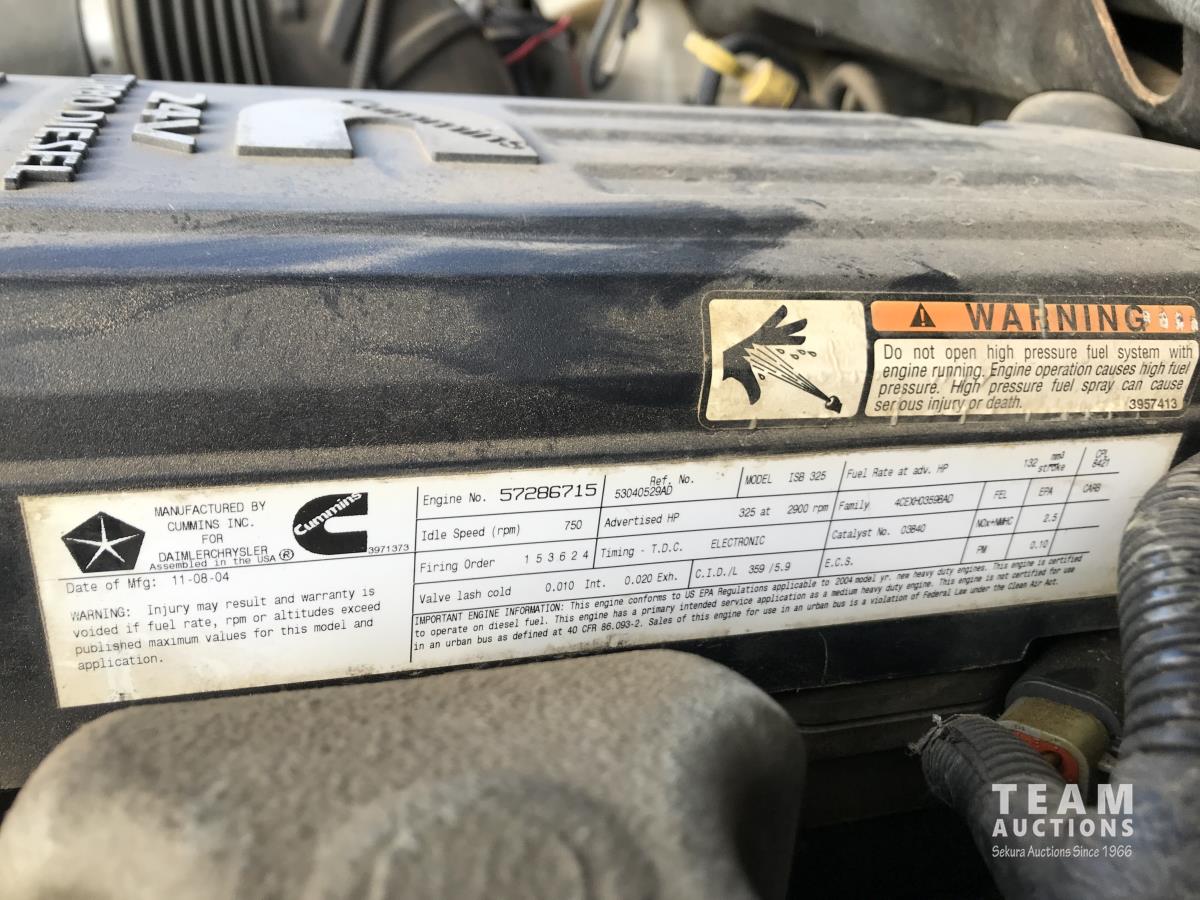 TURBO DIESEL
24V
Cummins
WARNING
Do not open high pressure fuel system with
engine running. Engine operation causes high fuel
pressure. High pressure fuel spray can cause
serious injury or death.
3957413
MANUFACTURED BY
CUMMINS INC.
FOR
DAIMLERCHRYSLER
Assembled in the USA ®
Cummins
3971373
Date of Mfg: 11-08-04
WARNING: Injury may result and warranty is
voided if fuel rate, rpm or altitudes exceed
published maximum values for this model and
application.
Engine No. 57286715
Ref. No.
53040529AD
MODEL ISB 325
Fuel Rate at adv. HP 132 mm3
stroke
CPL
8421
Idle Speed (rpm) 750
Advertised HP 325 at 2900 rpm
Family 4CEXH0359BAD
FEL EPA CARB
Firing Order 1 5 3 6 2 4
Timing - T.D.C. ELECTRONIC
Catalyst No. 03840
NOx+NMHC 2.5
Valve lash cold 0.010 Int. 0.020 Exh.
C.I.D./L 359 /5.9
E.C.S.
PM 0.10
IMPORTANT ENGINE INFORMATION: This engine conforms to US EPA Regulations applicable to 2004 model yr. new heavy duty engines. This engine is certified
to operate on diesel fuel. This engine has a primary intended service application as a medium heavy duty engine. This engine is not certified for use
in an urban bus as defined at 40 CFR 86.093-2. Sales of this engine for use in an urban bus is a violation of Federal Law under the Clean Air Act.
TEAM
AUCTIONS
Sekura Auctions Since 1966